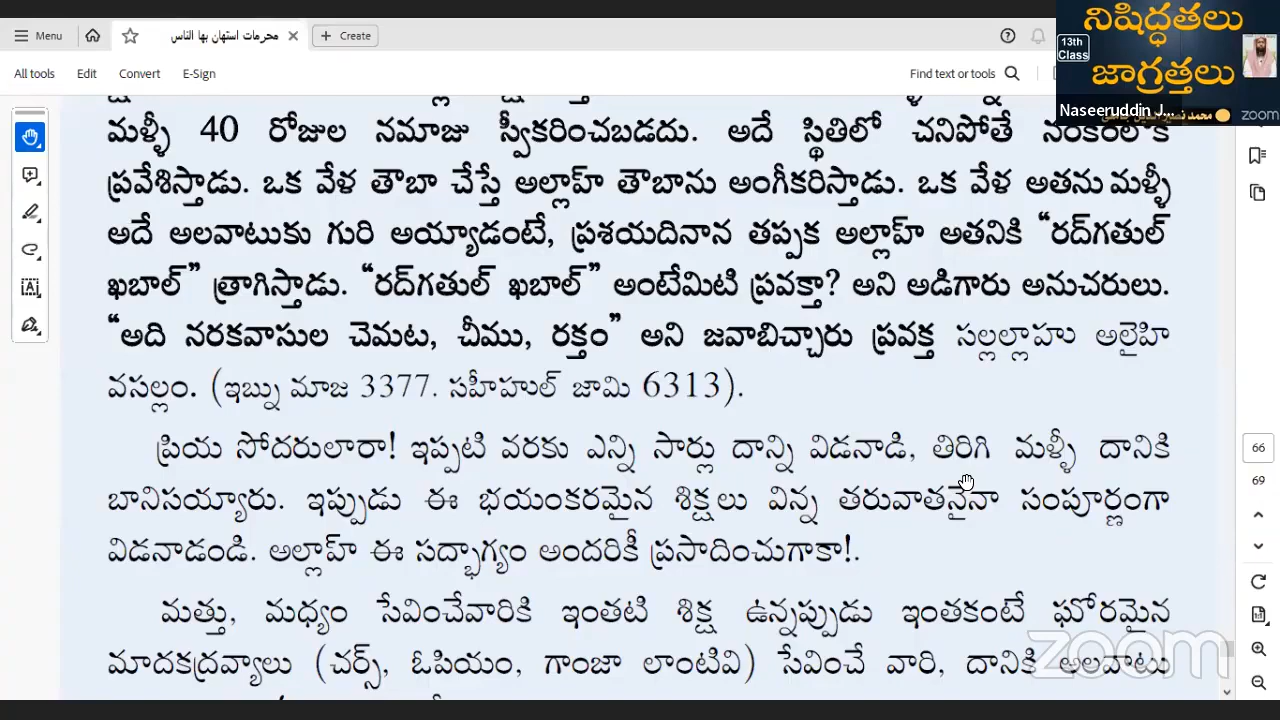 Menu
محرمات استهان بها الناس
Create
All tools
Edit
Convert
E-Sign
Find text or tools
నిషిద్ధతలు
13th
Class
జాగ్రత్తలు
Naseeruddin J...
zoom
మళ్ళీ 40 రోజుల నమాజు స్వీకరించబడదు. అదే స్థితిలో చనిపోతే నరకంలోకి
ప్రవేశిస్తాడు. ఒక వేళ తౌబా చేస్తే అల్లాహ్ తౌబాను అంగీకరిస్తాడు. ఒక వేళ అతను మళ్ళీ
అదే అలవాటుకు గురి అయ్యాడంటే, ప్రళయదినాన తప్పక అల్లాహ్ అతనికి “రద్‌గతుల్
ఖబాల్” త్రాగిస్తాడు. “రద్‌గతుల్ ఖబాల్” అంటేమిటి ప్రవక్తా? అని అడిగారు అనుచరులు.
“అది నరకవాసుల చెమట, చీము, రక్తం” అని జవాబిచ్చారు ప్రవక్త సల్లల్లాహు అలైహి
వసల్లం. (ఇబ్ను మాజ 3377. సహీహుల్ జామి 6313).
ప్రియ సోదరులారా! ఇప్పటి వరకు ఎన్ని సార్లు దాన్ని విడనాడి, తిరిగి మళ్ళీ దానికి
బానిసయ్యారు. ఇప్పుడు ఈ భయంకరమైన శిక్షలు విన్న తరువాతనైనా సంపూర్ణంగా
విడనాడండి. అల్లాహ్ ఈ సద్భాగ్యం అందరికీ ప్రసాదించుగాకా!.
మత్తు, మధ్యం సేవించేవారికి ఇంతటి శిక్ష ఉన్నప్పుడు ఇంతకంటే ఘోరమైన
మాదకద్రవ్యాలు (చర్స్, ఓపియం, గాంజా లాంటివి) సేవించే వారి, దానికి అలవాటు
66
69
zoom